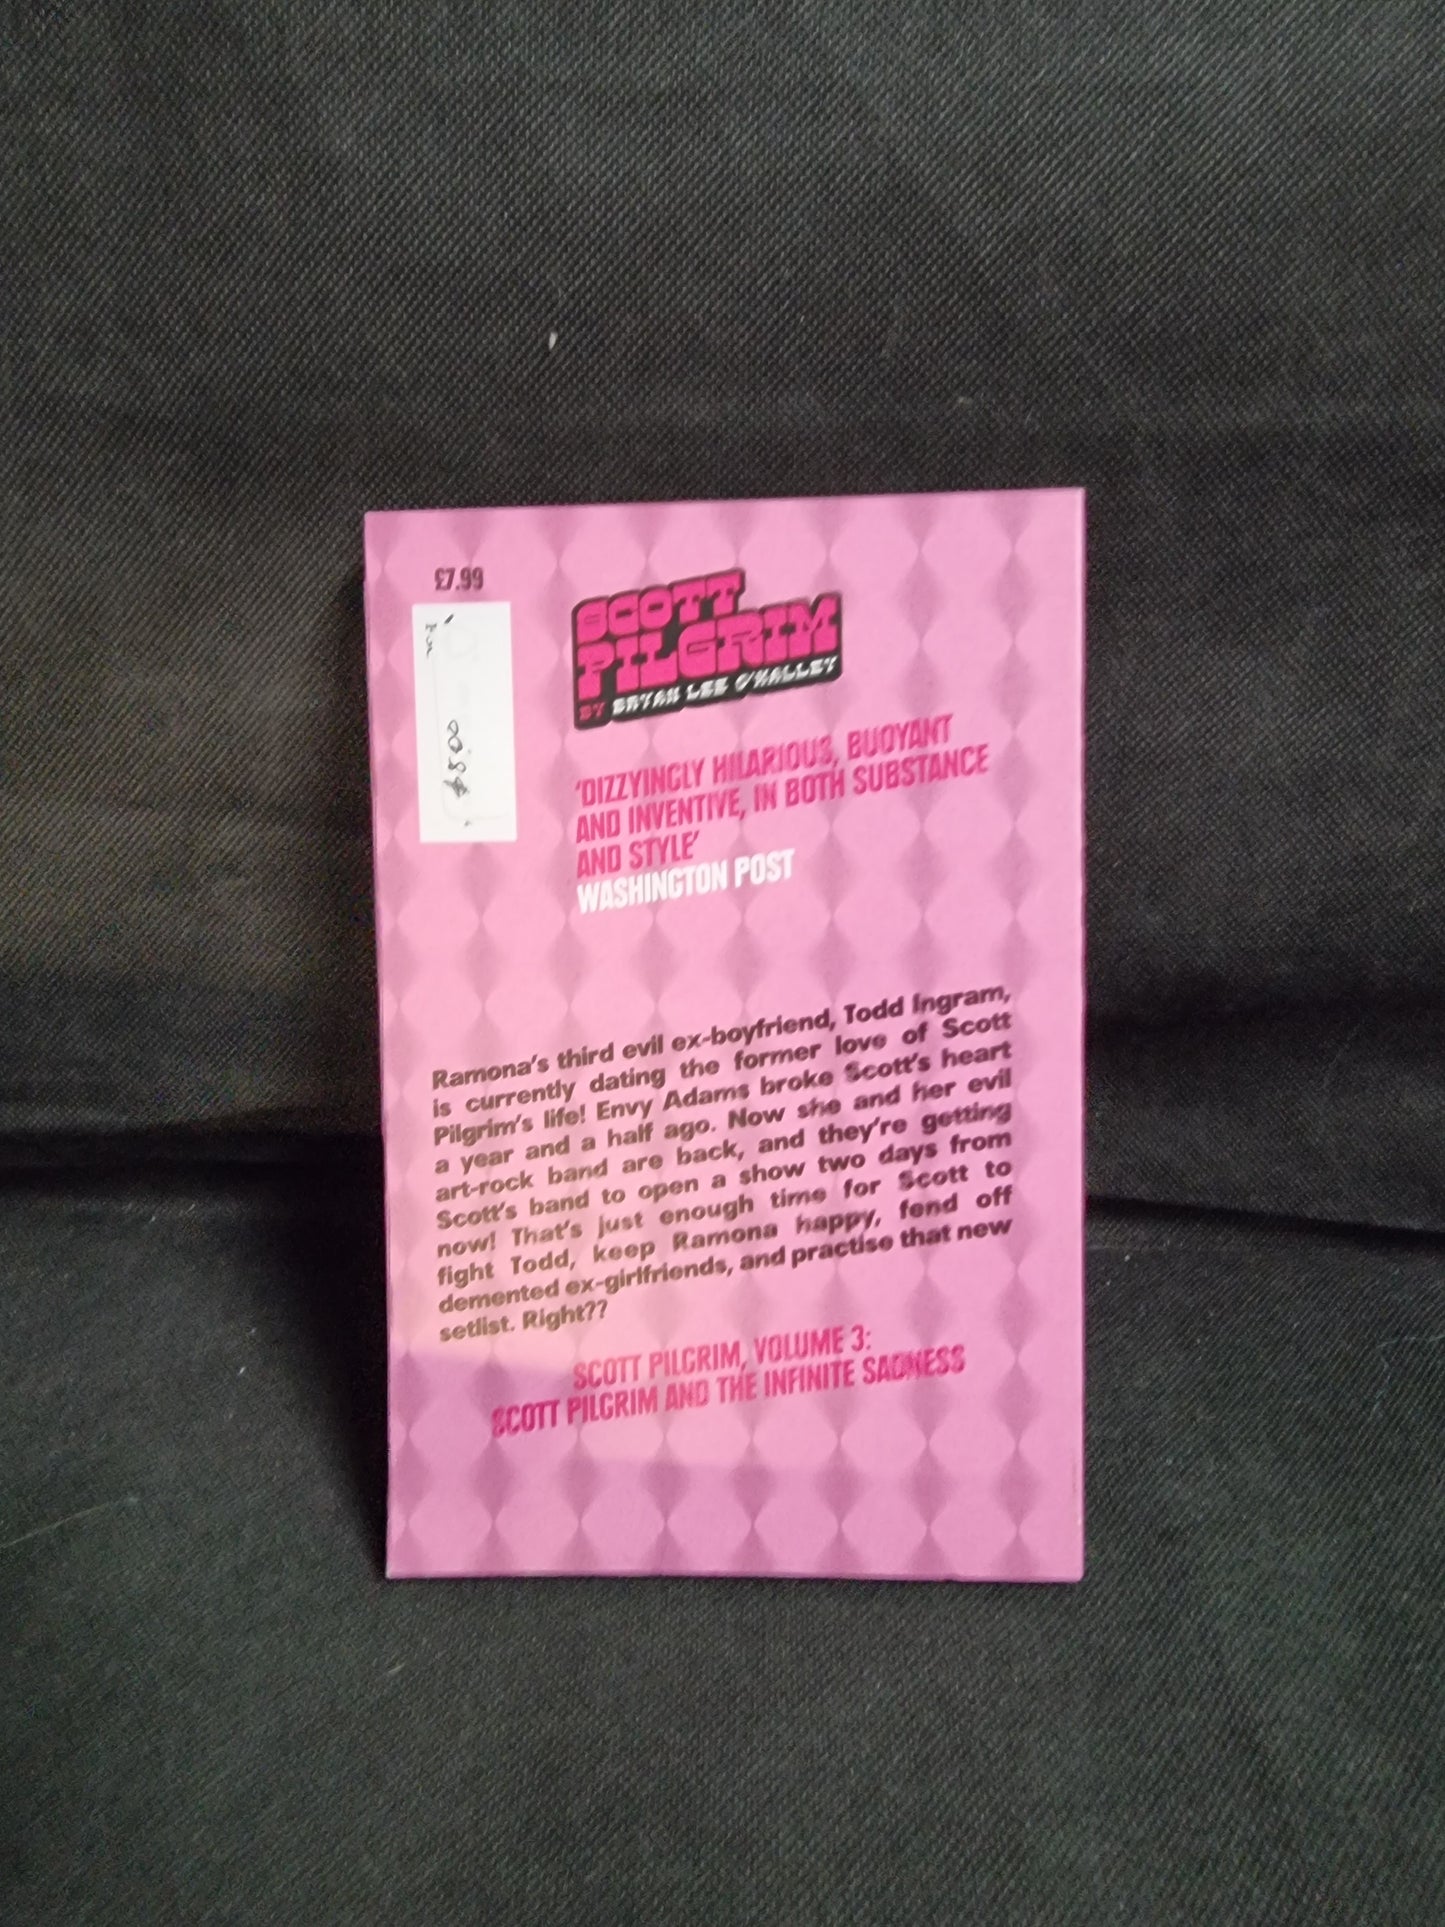 £7.99
$8.00
SCOTT
PILGRIM
BY BRYAN LEE O'MALLEY
'DIZZYINGLY HILARIOUS, BUOYANT
AND INVENTIVE, IN BOTH SUBSTANCE
AND STYLE'
WASHINGTON POST
Ramona's third evil ex-boyfriend, Todd Ingram,
is currently dating the former love of Scott
Pilgrim's life! Envy Adams broke Scott's heart
a year and a half ago. Now she and her evil
art-rock band are back, and they're getting
Scott's band to open a show two days from
now! That's just enough time for Scott to
fight Todd, keep Ramona happy, fend off
demented ex-girlfriends, and practise that new
setlist. Right??
SCOTT PILGRIM, VOLUME 3:
SCOTT PILGRIM AND THE INFINITE SADNESS